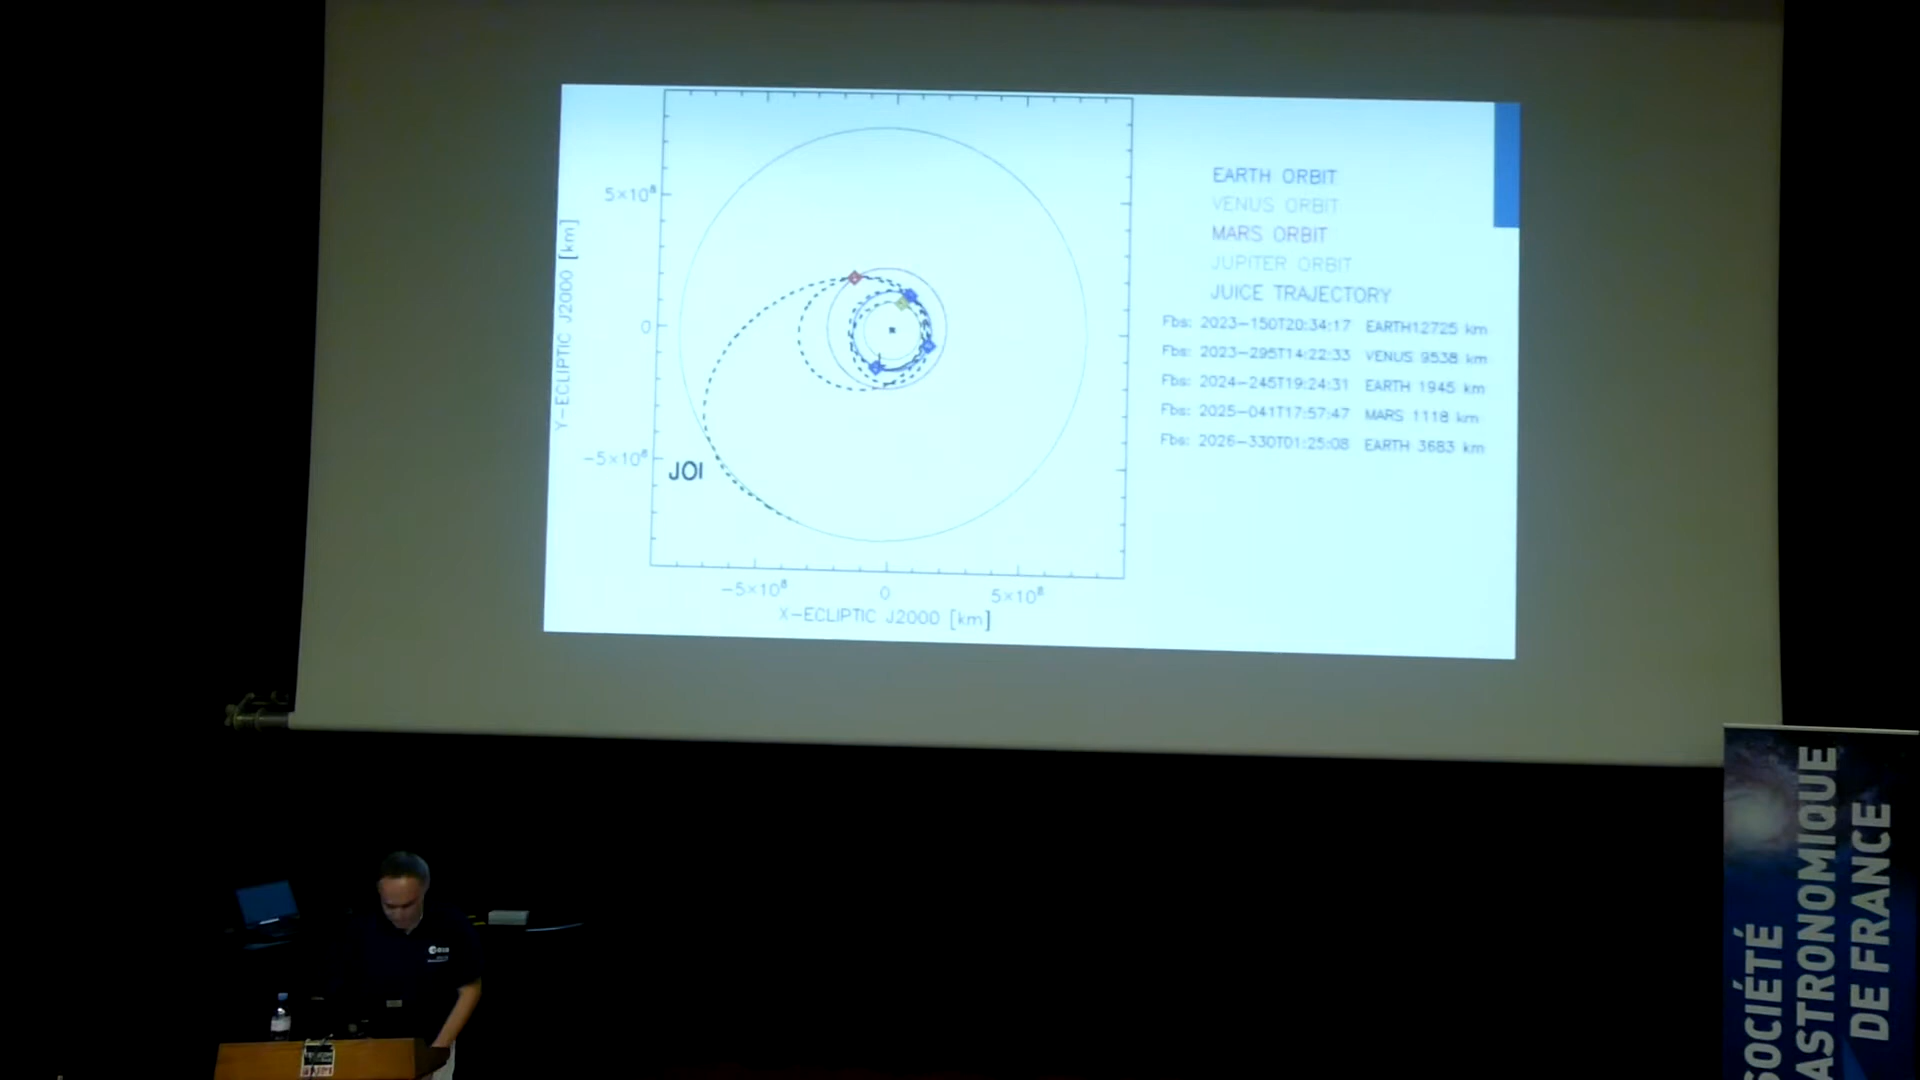 EARTH ORBIT
VENUS ORBIT
MARS ORBIT
JUPITER ORBIT
JUICE TRAJECTORY
Fbs: 2023-150T20:34:17 EARTH12725 km
Fbs: 2023-295T14:22:33 VENUS 9538 km
Fbs: 2024-245T19:24:31 EARTH 1945 km
Fbs: 2025-041T17:57:47 MARS 1118 km
Fbs: 2026-330T01:25:08 EARTH 3683 km
5×10⁸
0
-5×10⁸
Y-ECLIPTIC J2000 [km]
JOI
-5×10⁸
0
5×10⁸
X-ECLIPTIC J2000 [km]
esa
SOCIÉTÉ
ASTRONOMIQUE
DE FRANCE